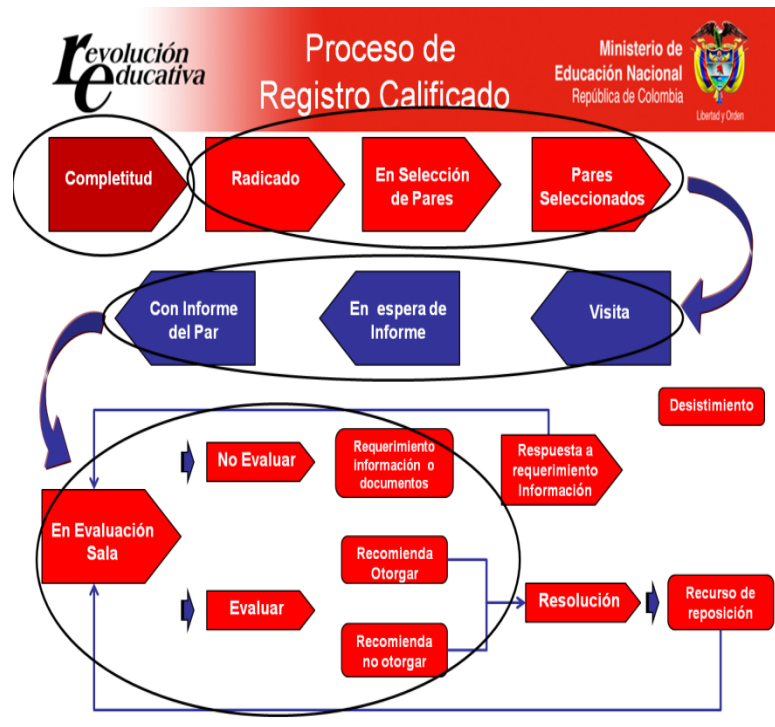 revolución
educativa
Proceso de
Registro Calificado
Ministerio de
Educación Nacional
República de Colombia
Libertad y Orden
Completitud
Radicado
En Selección
de Pares
Pares
Seleccionados
Con Informe
del Par
En espera de
Informe
Visita
Desistimiento
No Evaluar
Requerimiento
información o
documentos
Respuesta a
requerimiento
Información
En Evaluación
Sala
Evaluar
Recomienda
Otorgar
Recomienda
no otorgar
Resolución
Recurso de
reposición